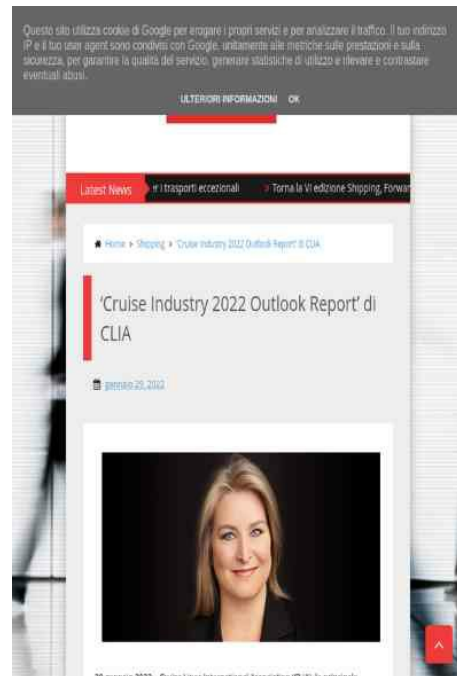 Questo sito utilizza cookie di Google per erogare i propri servizi e per analizzare il traffico. Il tuo indirizzo
IP e il tuo user agent sono condivisi con Google, unitamente alle metriche sulle prestazioni e sulla
sicurezza, per garantire la qualità del servizio, generare statistiche di utilizzo e rilevare e contrastare
eventuali abusi.
ULTERIORI INFORMAZIONI OK
Latest News r i trasporti eccezionali Torna la VI edizione Shipping, Forwar
Home Shipping 'Cruise Industry 2022 Outlook Report' di CLIA
'Cruise Industry 2022 Outlook Report' di
CLIA
gennaio 2022